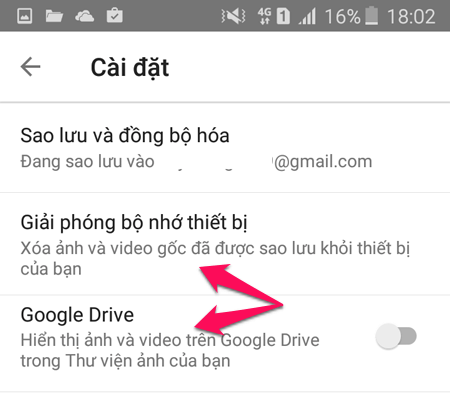 4G 1 16% 18:02
Cài đặt
Sao lưu và đồng bộ hóa
Đang sao lưu vào @gmail.com
Giải phóng bộ nhớ thiết bị
Xóa ảnh và video gốc đã được sao lưu khỏi thiết bị
của bạn
Google Drive
Hiển thị ảnh và video trên Google Drive
trong Thư viện ảnh của bạn